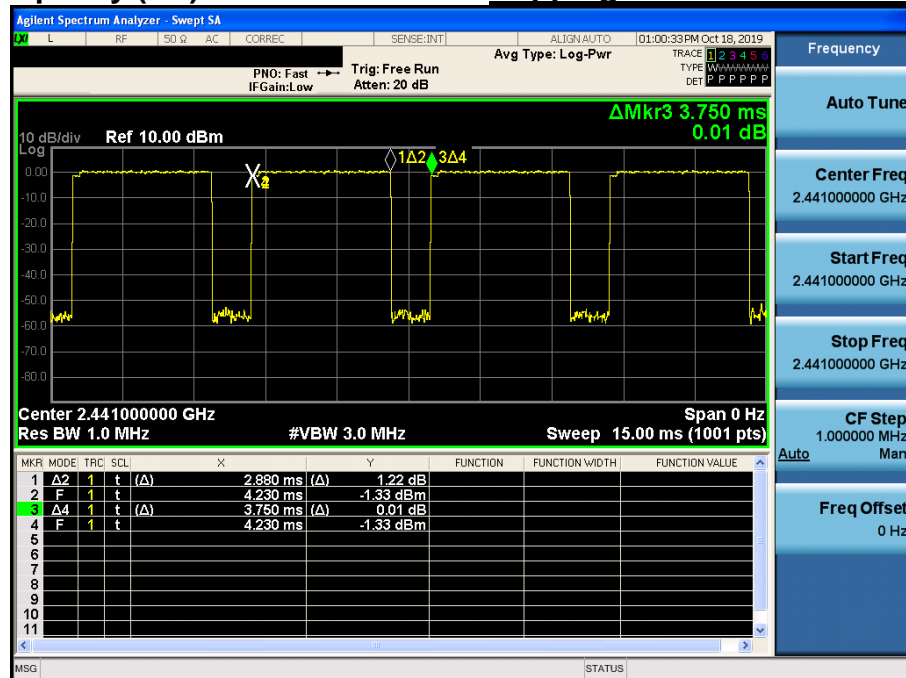 Agilent Spectrum Analyzer - Swept SA
LXI L RF 50 Ω AC CORREC SENSE:INT ALIGNAUTO 01:00:33PM Oct 18, 2019
Avg Type: Log-Pwr TRACE 1 2 3 4 5 6
PNO: Fast Trig: Free Run TYPE WWWWWW
IFGain:Low Atten: 20 dB DET P P P P P P
Frequency
Auto Tune
ΔMkr3 3.750 ms
0.01 dB
10 dB/div Ref 10.00 dBm
Log
1Δ2 3Δ4
0.00
-10.0
-20.0
-30.0
-40.0
-50.0
-60.0
-70.0
-80.0
Center Freq
2.441000000 GHz
Start Freq
2.441000000 GHz
Stop Freq
2.441000000 GHz
Center 2.441000000 GHz Span 0 Hz
Res BW 1.0 MHz #VBW 3.0 MHz Sweep 15.00 ms (1001 pts)
CF Step
1.000000 MHz
Auto Man
Freq Offset
0 Hz
MKR MODE TRC SCL X Y FUNCTION FUNCTION WIDTH FUNCTION VALUE
1 Δ2 1 t (Δ) 2.880 ms (Δ) 1.22 dB
2 F 1 t 4.230 ms -1.33 dBm
3 Δ4 1 t (Δ) 3.750 ms (Δ) 0.01 dB
4 F 1 t 4.230 ms -1.33 dBm
5
6
7
8
9
10
11
MSG STATUS